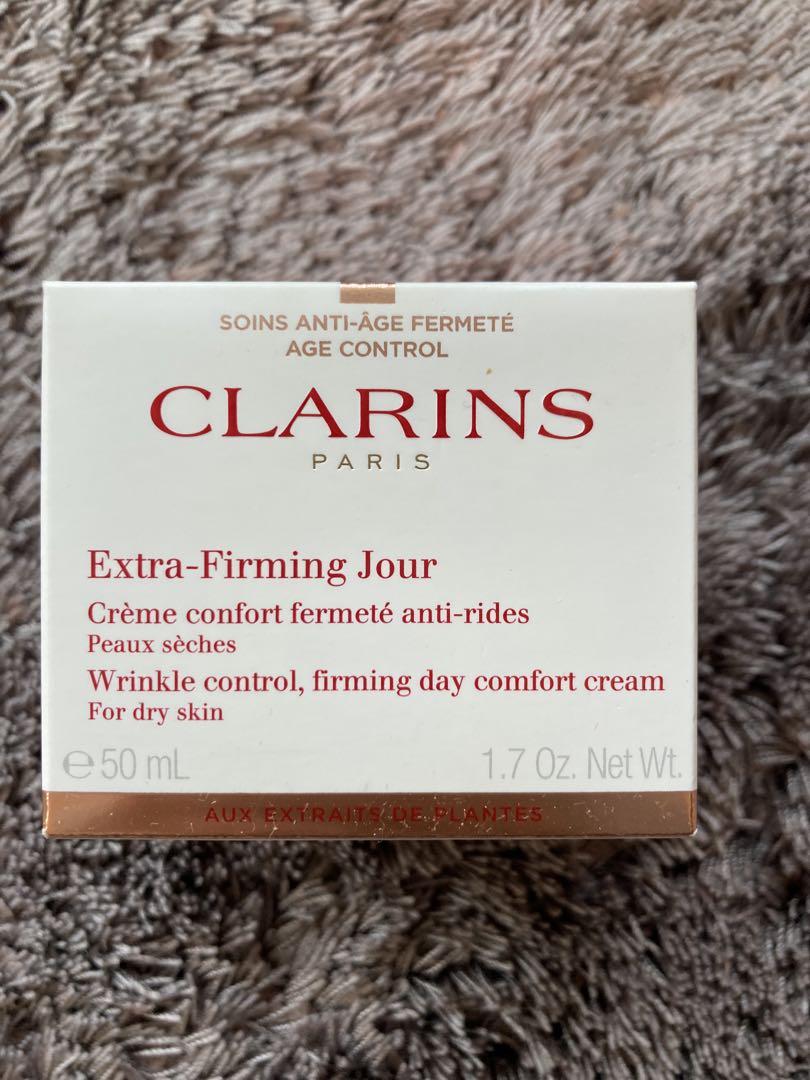 SOINS ANTI-ÂGE FERMETÉ
AGE CONTROL
CLARINS
PARIS
Extra-Firming Jour
Crème confort fermeté anti-rides
Peaux sèches
Wrinkle control, firming day comfort cream
For dry skin
℮ 50 mL 1.7 Oz. Net Wt.
AUX EXTRAITS DE PLANTES